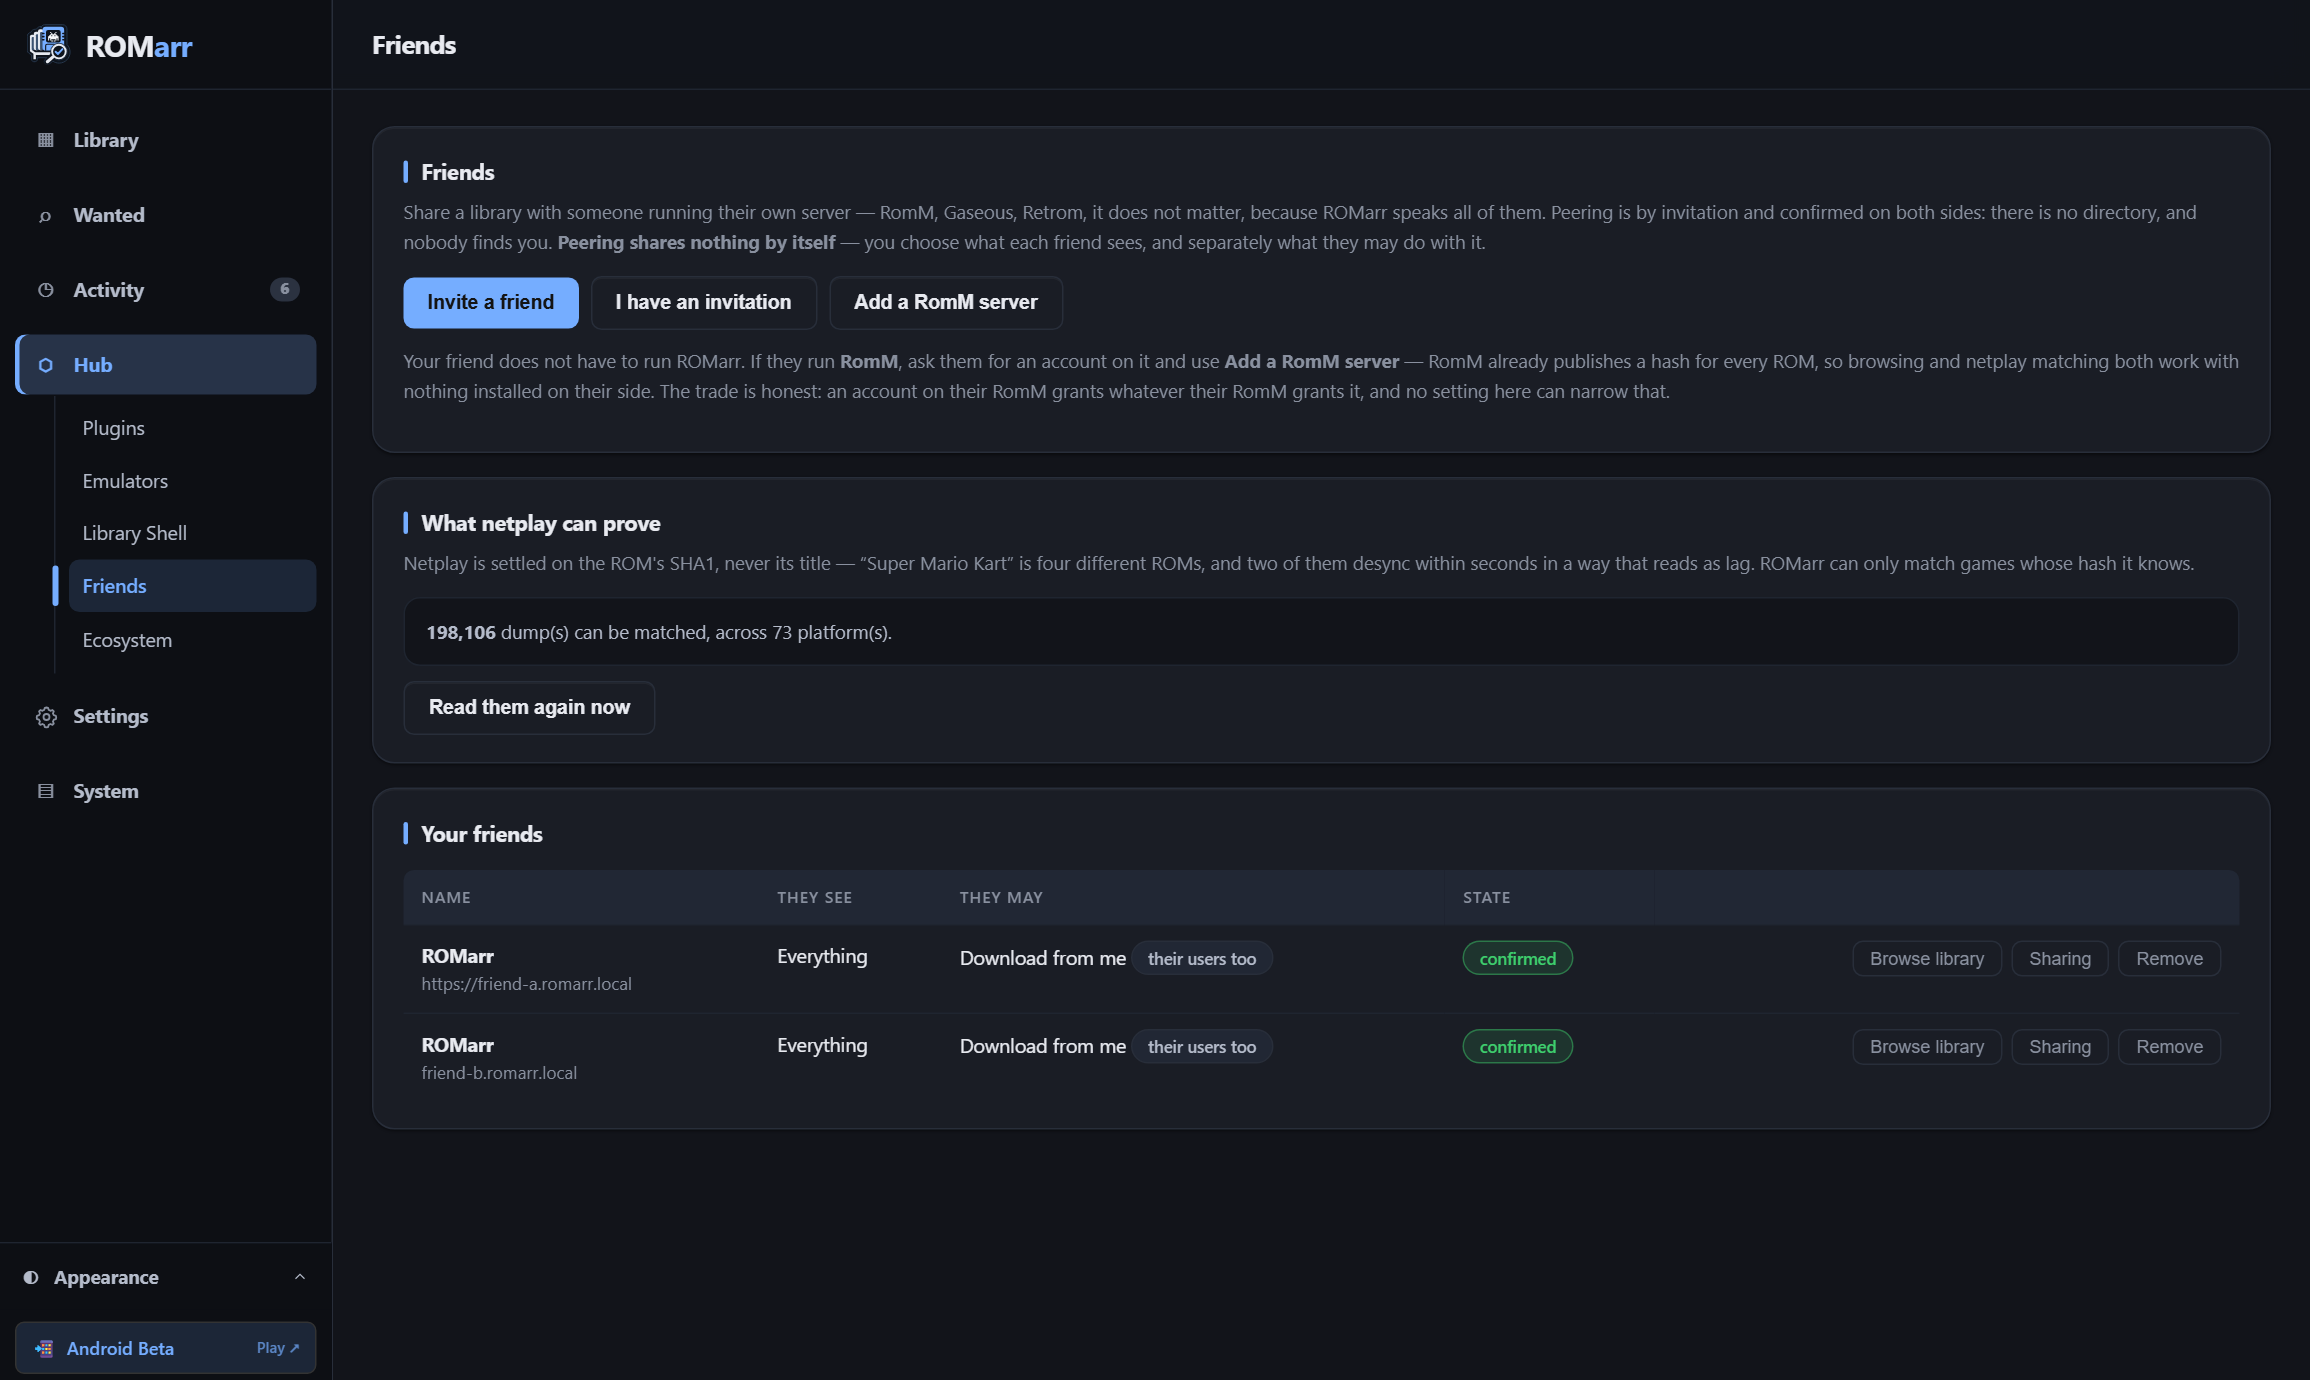 ROMarr
Friends
Library
Wanted
Activity
6
Hub
Plugins
Emulators
Library Shell
Friends
Ecosystem
Settings
System
Appearance
Android Beta
Play ↗
Friends
Share a library with someone running their own server — RomM, Gaseous, Retrom, it does not matter, because ROMarr speaks all of them. Peering is by invitation and confirmed on both sides: there is no directory, and
nobody finds you. Peering shares nothing by itself — you choose what each friend sees, and separately what they may do with it.
Invite a friend
I have an invitation
Add a RomM server
Your friend does not have to run ROMarr. If they run RomM, ask them for an account on it and use Add a RomM server — RomM already publishes a hash for every ROM, so browsing and netplay matching both work with
nothing installed on their side. The trade is honest: an account on their RomM grants whatever their RomM grants it, and no setting here can narrow that.
What netplay can prove
Netplay is settled on the ROM's SHA1, never its title — “Super Mario Kart” is four different ROMs, and two of them desync within seconds in a way that reads as lag. ROMarr can only match games whose hash it knows.
198,106 dump(s) can be matched, across 73 platform(s).
Read them again now
Your friends
NAME THEY SEE THEY MAY STATE
ROMarr Everything Download from me their users too confirmed Browse library Sharing Remove
https://friend-a.romarr.local
ROMarr Everything Download from me their users too confirmed Browse library Sharing Remove
friend-b.romarr.local